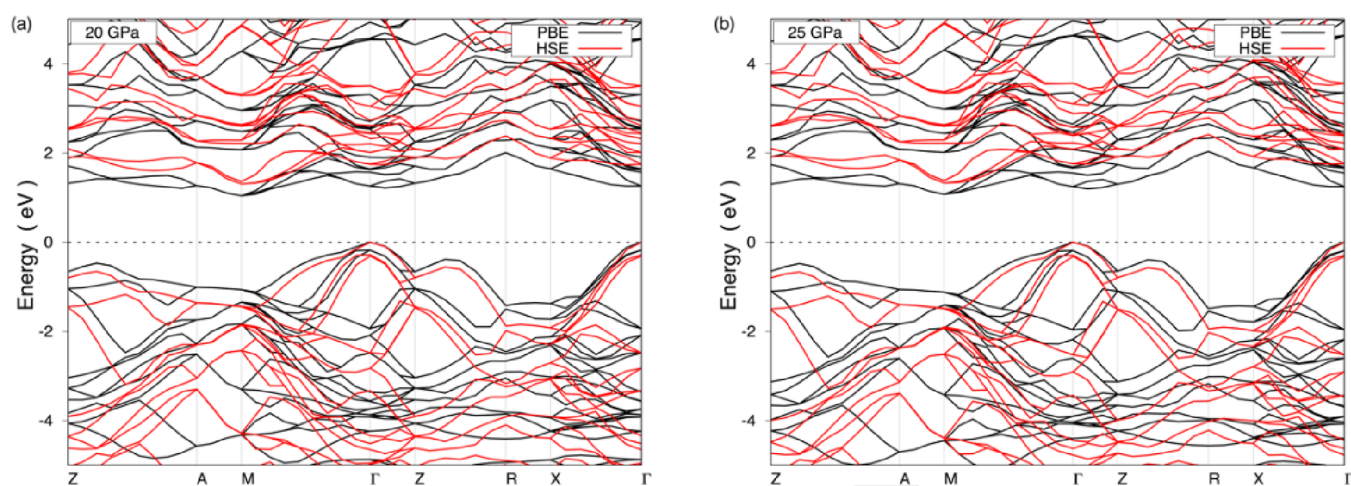 (a)
20 GPa
PBE
HSE
4
2
0
-2
-4
Energy ( eV )
Z A M Γ Z R X Γ
(b)
25 GPa
PBE
HSE
4
2
0
-2
-4
Energy ( eV )
Z A M Γ Z R X Γ